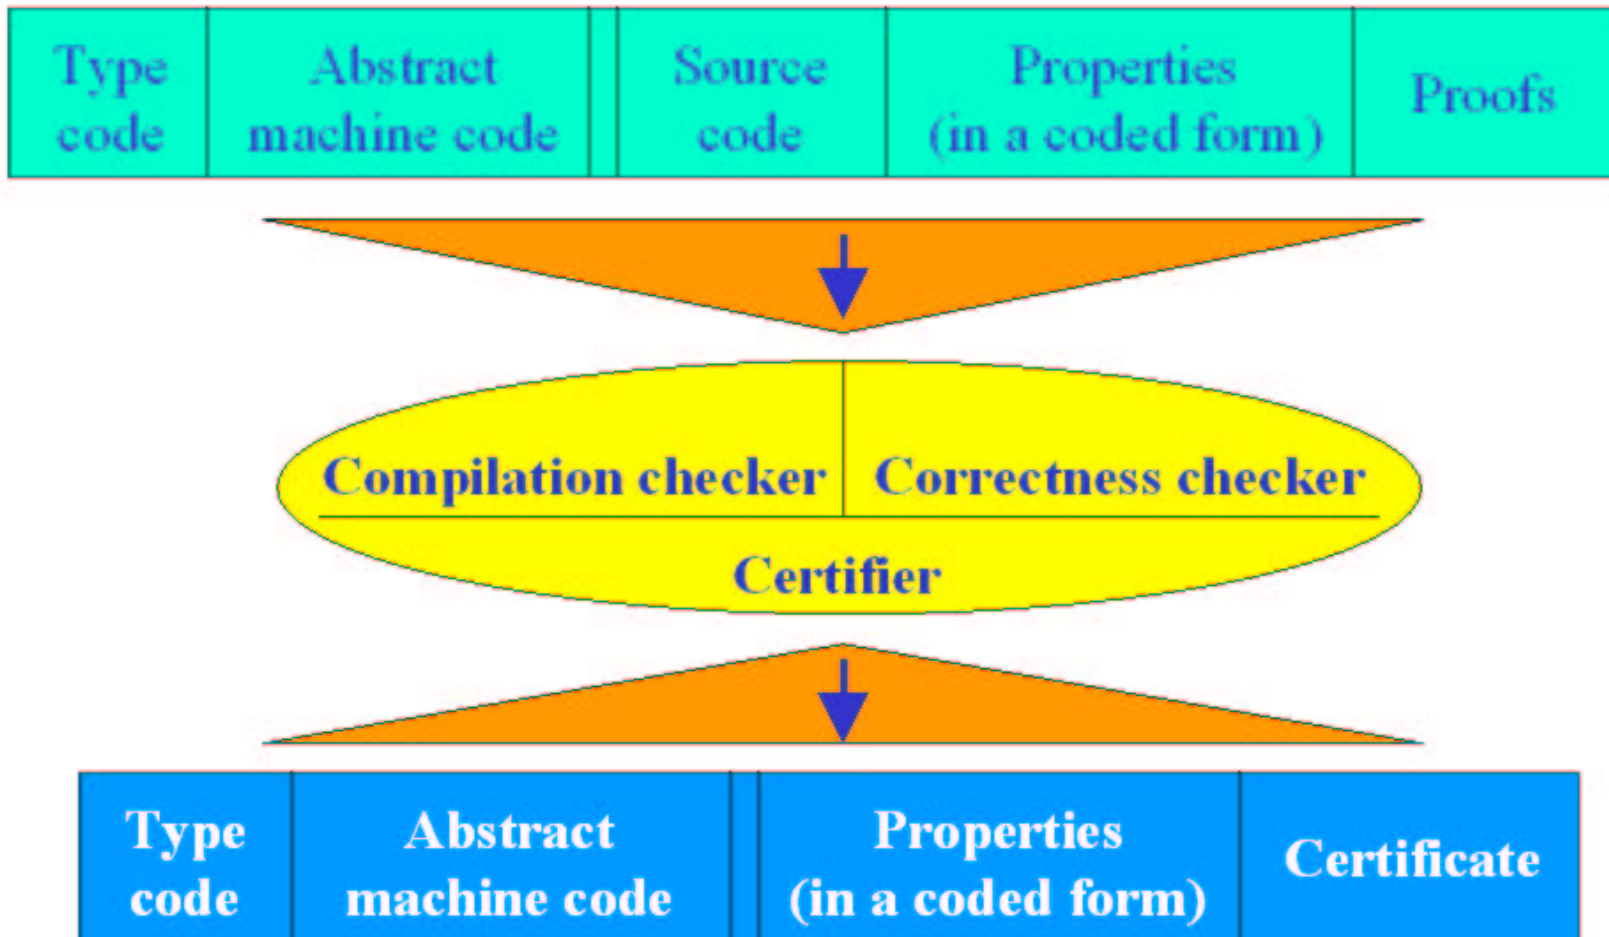 Type
code
Abstract
machine code
Source
code
Properties
(in a coded form)
Proofs
Compilation checker
Correctness checker
Certifier
Type
code
Abstract
machine code
Properties
(in a coded form)
Certificate